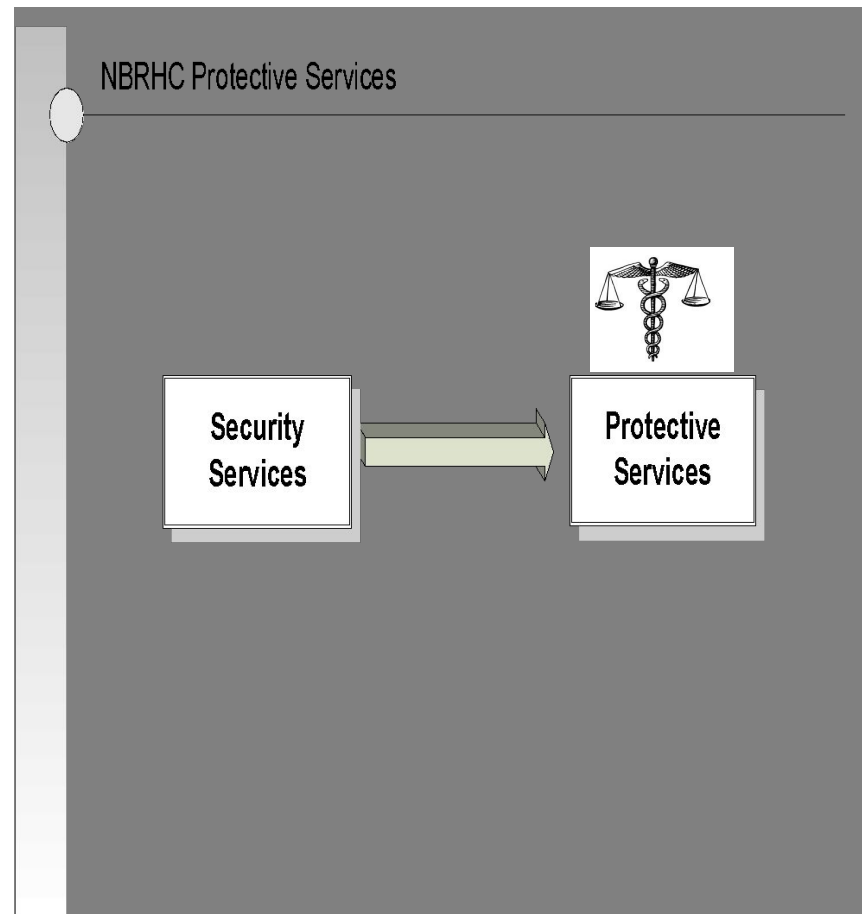 NBRHC Protective Services
Security
Services
Protective
Services